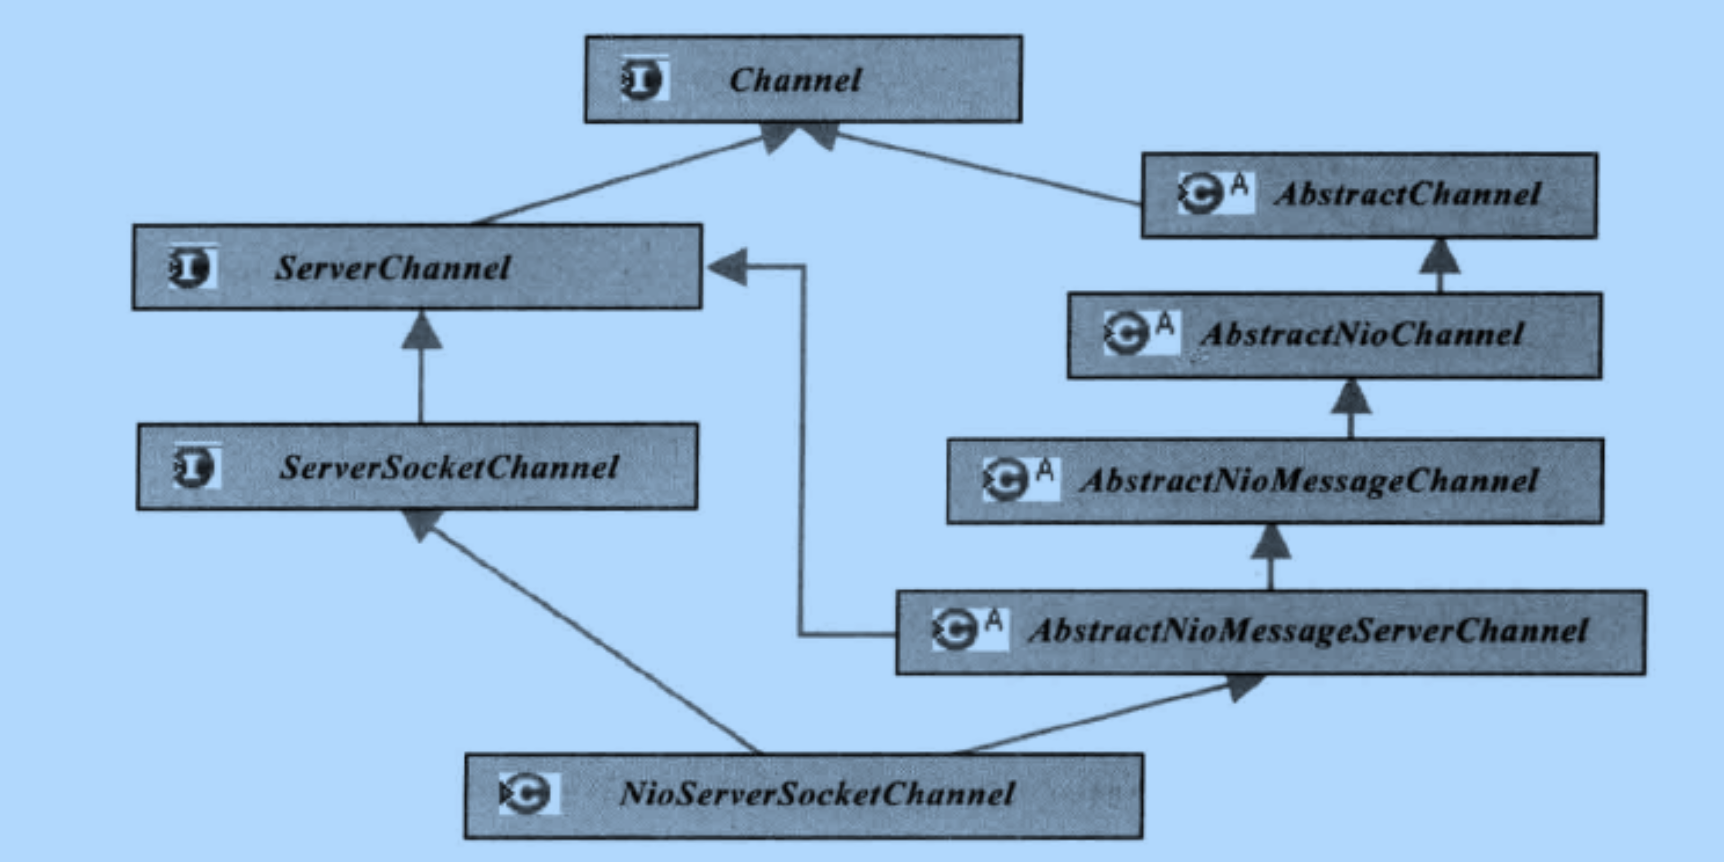 I Channel
C A AbstractChannel
I ServerChannel
C A AbstractNioChannel
I ServerSocketChannel
C A AbstractNioMessageChannel
C A AbstractNioMessageServerChannel
C NioServerSocketChannel